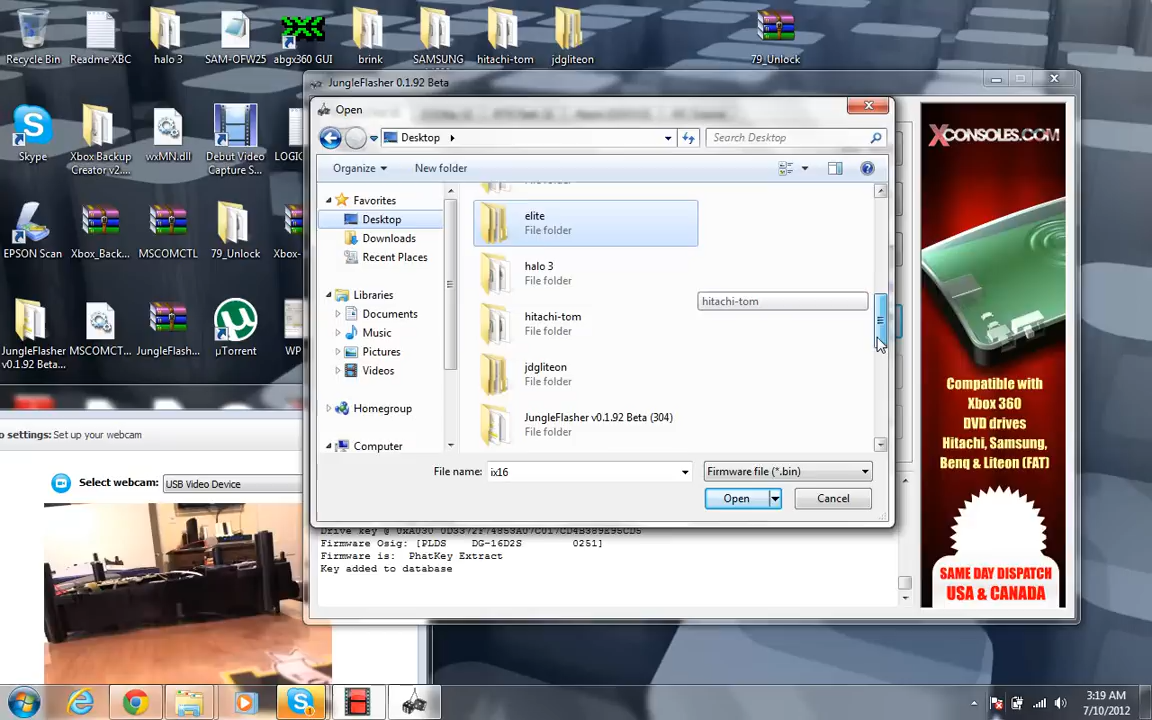 Recycle Bin
Readme XBC
halo 3
SAM-OFW25
abgx360 GUI
brink
SAMSUNG
hitachi-tom
jdgliteon
79_Unlock
Skype
Xbox Backup
Creator v2....
wxMN.dll
Debut Video
Capture S...
LOGIC
EPSON Scan
Xbox_Back...
MSCOMCTL
79_Unlock
Xbox-
JungleFlasher
v0.1.92 Beta...
MSCOMCT...
JungleFlash...
µTorrent
WP
JungleFlasher 0.1.92 Beta
Open
Desktop
Search Desktop
Organize
New folder
Favorites
Desktop
Downloads
Recent Places
Libraries
Documents
Music
Pictures
Videos
Homegroup
Computer
elite
File folder
halo 3
File folder
hitachi-tom
hitachi-tom
File folder
jdgliteon
File folder
JungleFlasher v0.1.92 Beta (304)
File folder
File name:
ix16
Firmware file (*.bin)
Open
Cancel
Firmware Osig: [PLDS DG-16D2S 0251]
Firmware is: PhatKey Extract
Key added to database
XCONSOLES.COM
Compatible with
Xbox 360
DVD drives
Hitachi, Samsung,
Benq & Liteon (FAT)
SAME DAY DISPATCH
USA & CANADA
o settings: Set up your webcam
Select webcam:
USB Video Device
3:19 AM
7/10/2012